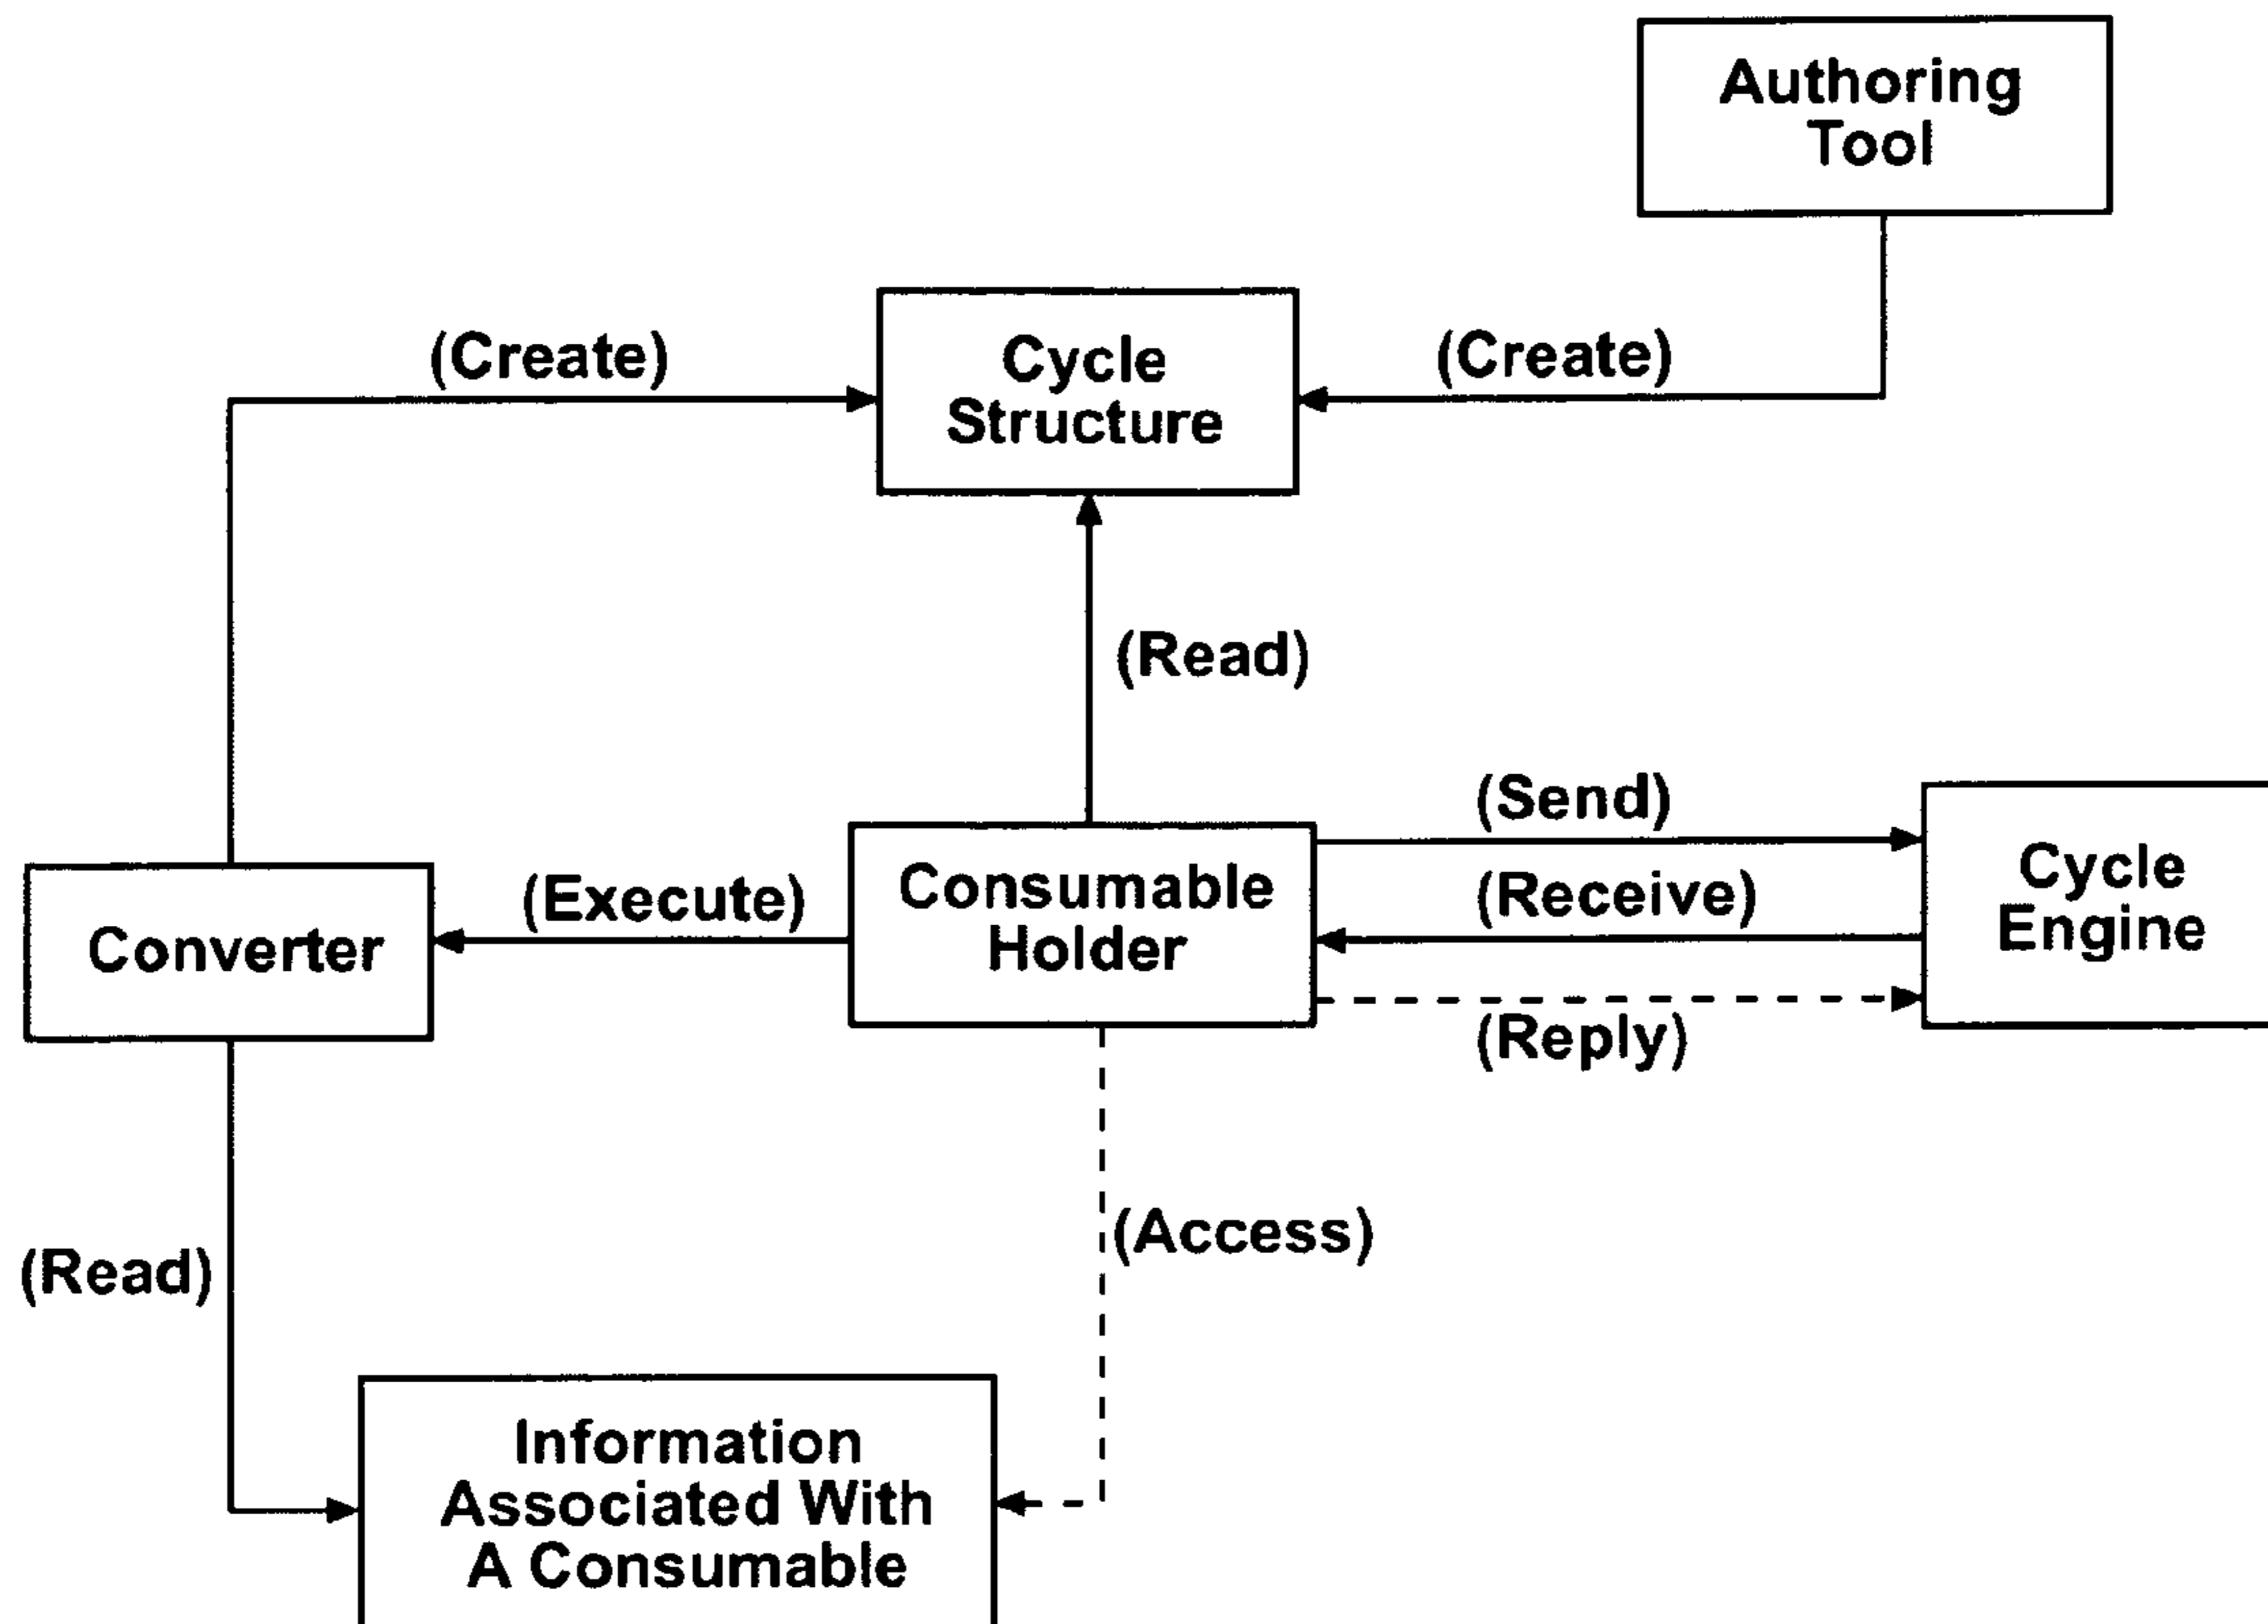 Authoring
Tool
(Create)
Cycle
Structure
(Create)
(Read)
(Send)
(Execute)
Consumable
Holder
(Receive)
Cycle
Engine
Converter
(Reply)
(Access)
(Read)
Information
Associated With
A Consumable